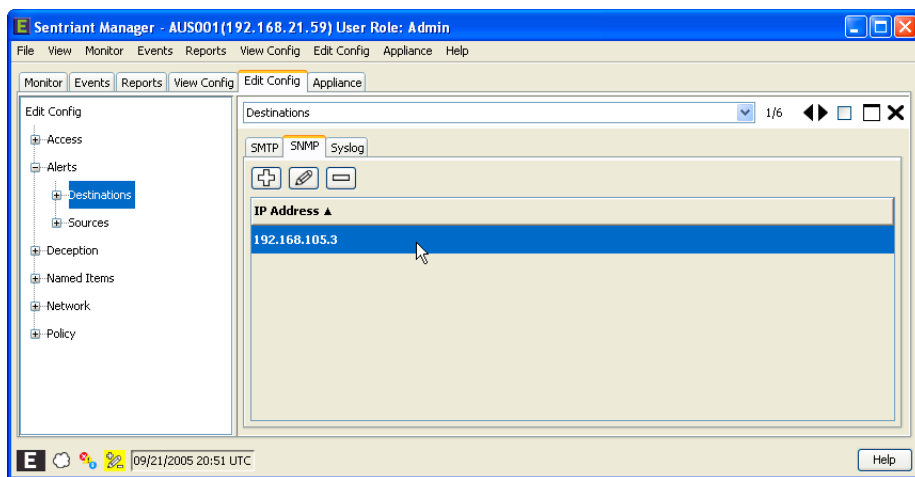 E Sentriant Manager - AUS001(192.168.21.59) User Role: Admin
File View Monitor Events Reports View Config Edit Config Appliance Help
Monitor Events Reports View Config Edit Config Appliance
Edit Config
Access
Alerts
Destinations
Sources
Deception
Named Items
Network
Policy
Destinations 1/6
SMTP SNMP Syslog
IP Address ▲
192.168.105.3
E 09/21/2005 20:51 UTC Help